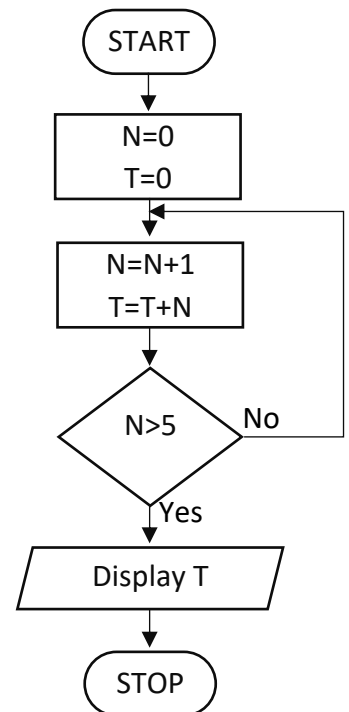 START
N=0
T=0
N=N+1
T=T+N
N>5
No
Yes
Display T
STOP